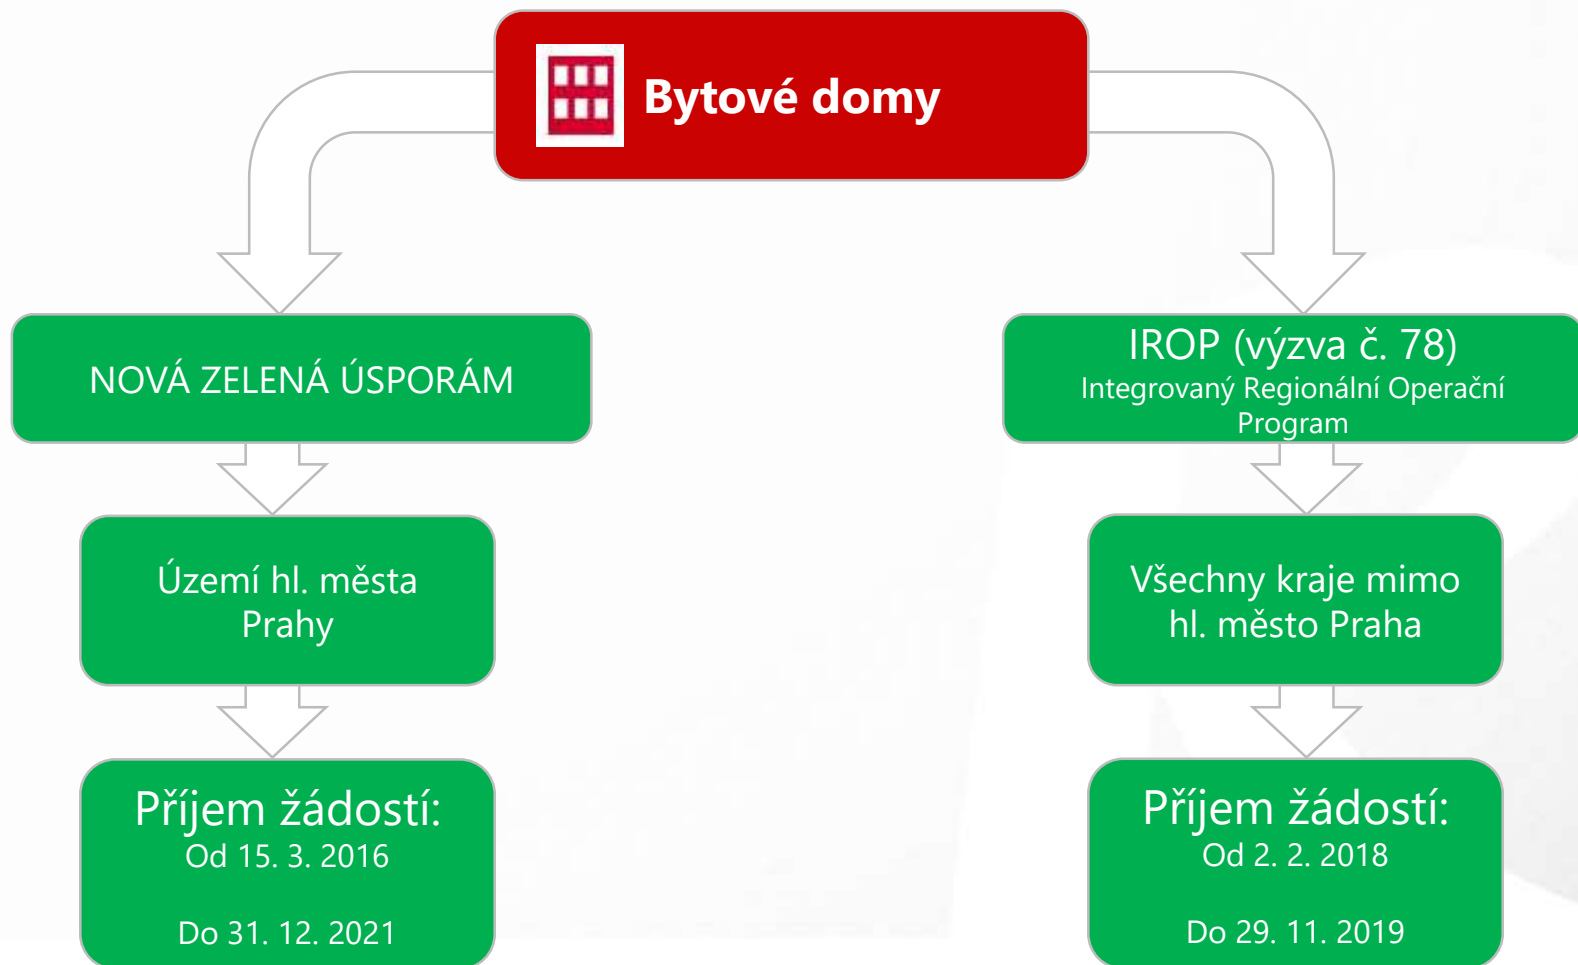 Bytové domy
NOVÁ ZELENÁ ÚSPORÁM
Území hl. města
Prahy
Příjem žádostí:
Od 15. 3. 2016
Do 31. 12. 2021
IROP (výzva č. 78)
Integrovaný Regionální Operační
Program
Všechny kraje mimo
hl. město Praha
Příjem žádostí:
Od 2. 2. 2018
Do 29. 11. 2019